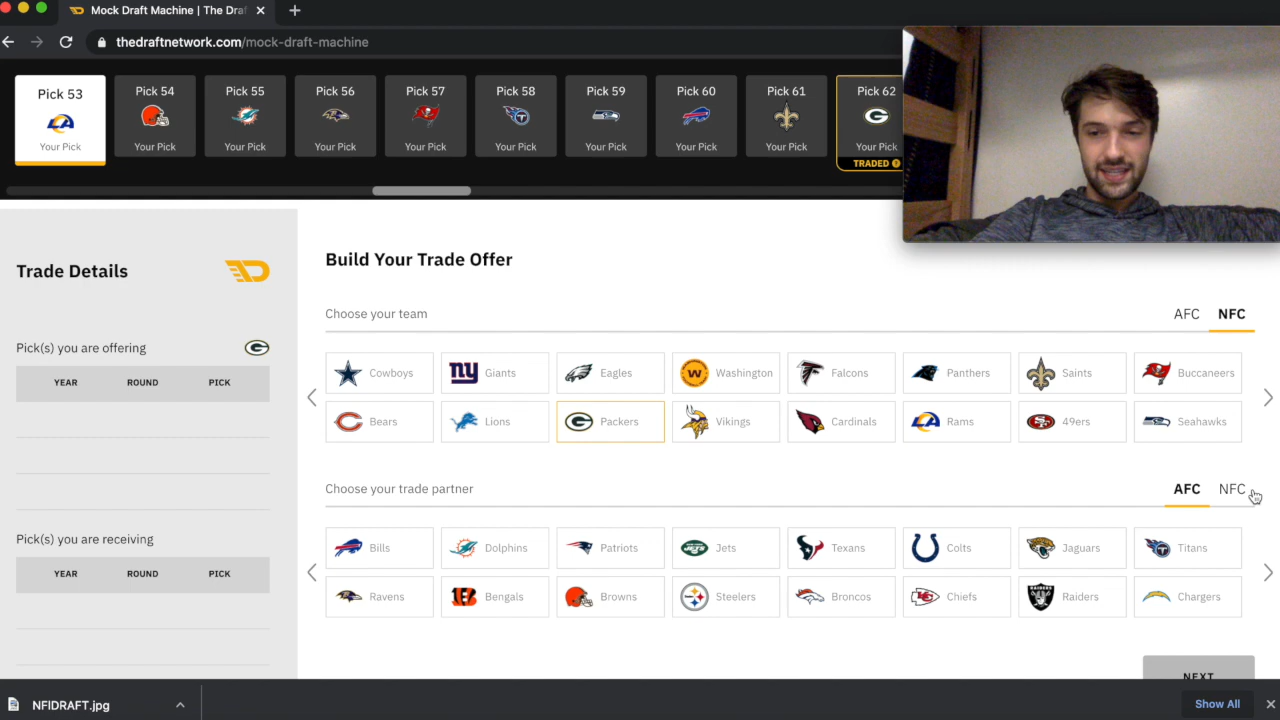 Mock Draft Machine | The Draf
thedraftnetwork.com/mock-draft-machine
Pick 53
Your Pick
Pick 54
Your Pick
Pick 55
Your Pick
Pick 56
Your Pick
Pick 57
Your Pick
Pick 58
Your Pick
Pick 59
Your Pick
Pick 60
Your Pick
Pick 61
Your Pick
Pick 62
Your Pick
TRADED
Trade Details
Pick(s) you are offering
YEAR ROUND PICK
Pick(s) you are receiving
YEAR ROUND PICK
Build Your Trade Offer
Choose your team AFC NFC
Cowboys Giants Eagles Washington Falcons Panthers Saints Buccaneers
Bears Lions Packers Vikings Cardinals Rams 49ers Seahawks
Choose your trade partner AFC NFC
Bills Dolphins Patriots Jets Texans Colts Jaguars Titans
Ravens Bengals Browns Steelers Broncos Chiefs Raiders Chargers
NEXT
NFIDRAFT.jpg
Show All